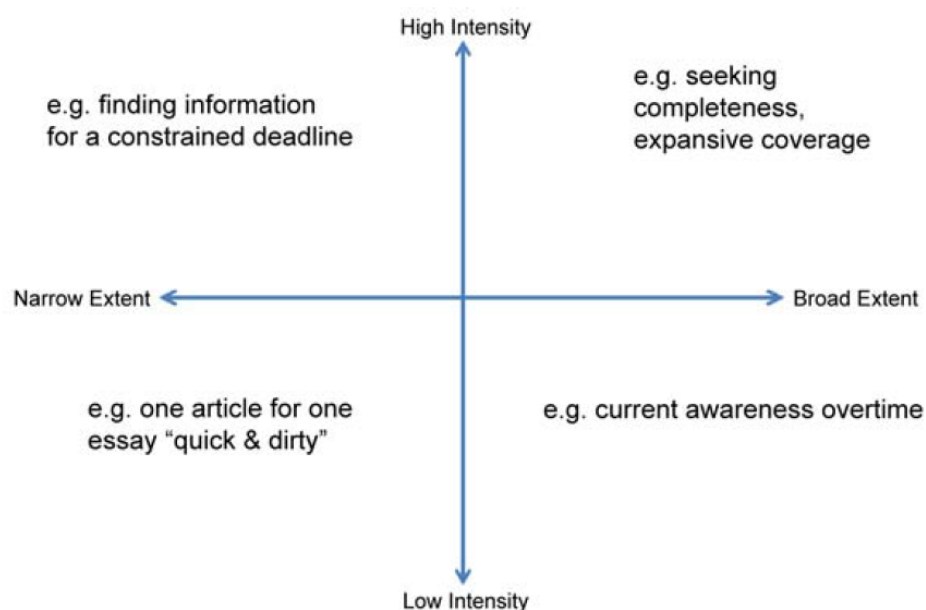 High Intensity
e.g. finding information
for a constrained deadline
e.g. seeking
completeness,
expansive coverage
Narrow Extent
Broad Extent
e.g. one article for one
essay “quick & dirty”
e.g. current awareness overtime
Low Intensity